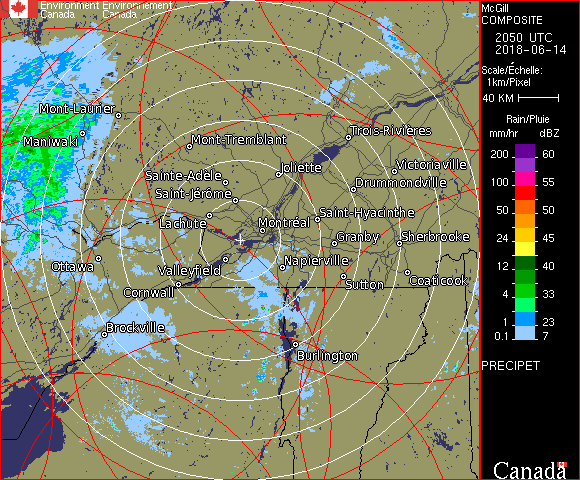 Environment Environnement
Canada Canada
McGill
COMPOSITE
2050 UTC
2018-06-14
Scale/Échelle:
1km/Pixel
40 KM
Rain/Pluie
mm/hr dBZ
200 60
100 55
50 50
24 45
12 40
4 33
1 23
0.1 7
PRECIPET
Canada
Mont-Laurier
Maniwaki
Mont-Tremblant
Trois-Rivières
Sainte-Adèle
Joliette
Victoriaville
Saint-Jérôme
Drummondville
Lachute
Montréal
Saint-Hyacinthe
Granby
Sherbrooke
Ottawa
Valleyfield
Napierville
Cornwall
Sutton
Coaticook
Brockville
Burlington